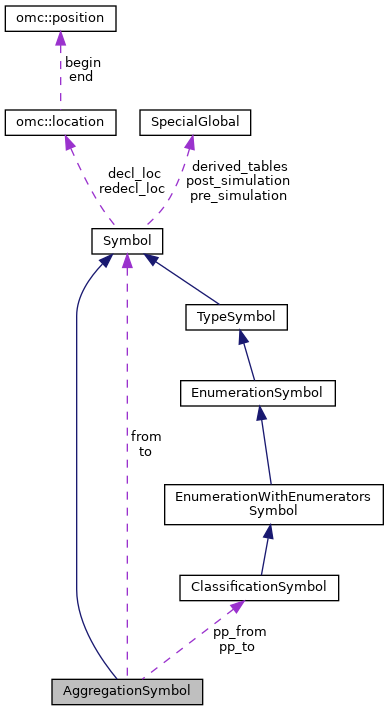 omc::position
begin
end
omc::location
SpecialGlobal
decl_loc
redecl_loc
derived_tables
post_simulation
pre_simulation
Symbol
TypeSymbol
EnumerationSymbol
from
to
EnumerationWithEnumerators
Symbol
ClassificationSymbol
pp_from
pp_to
AggregationSymbol